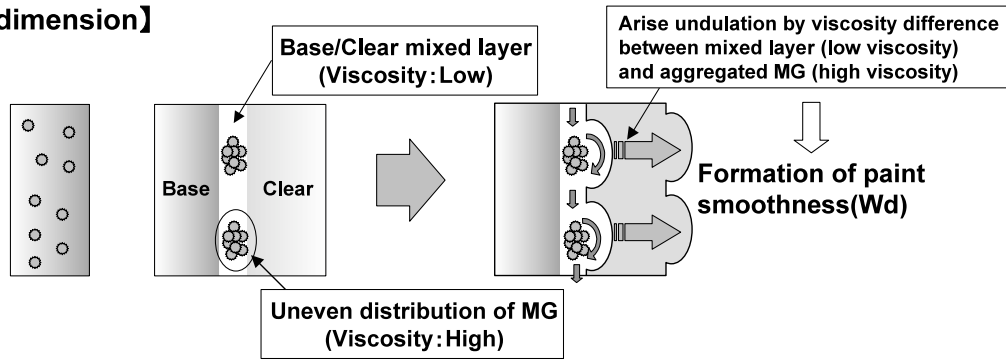 dimension】
Base/Clear mixed layer
(Viscosity:Low)
Arise undulation by viscosity difference
between mixed layer (low viscosity)
and aggregated MG (high viscosity)
Base
Clear
Formation of paint
smoothness(Wd)
Uneven distribution of MG
(Viscosity:High)